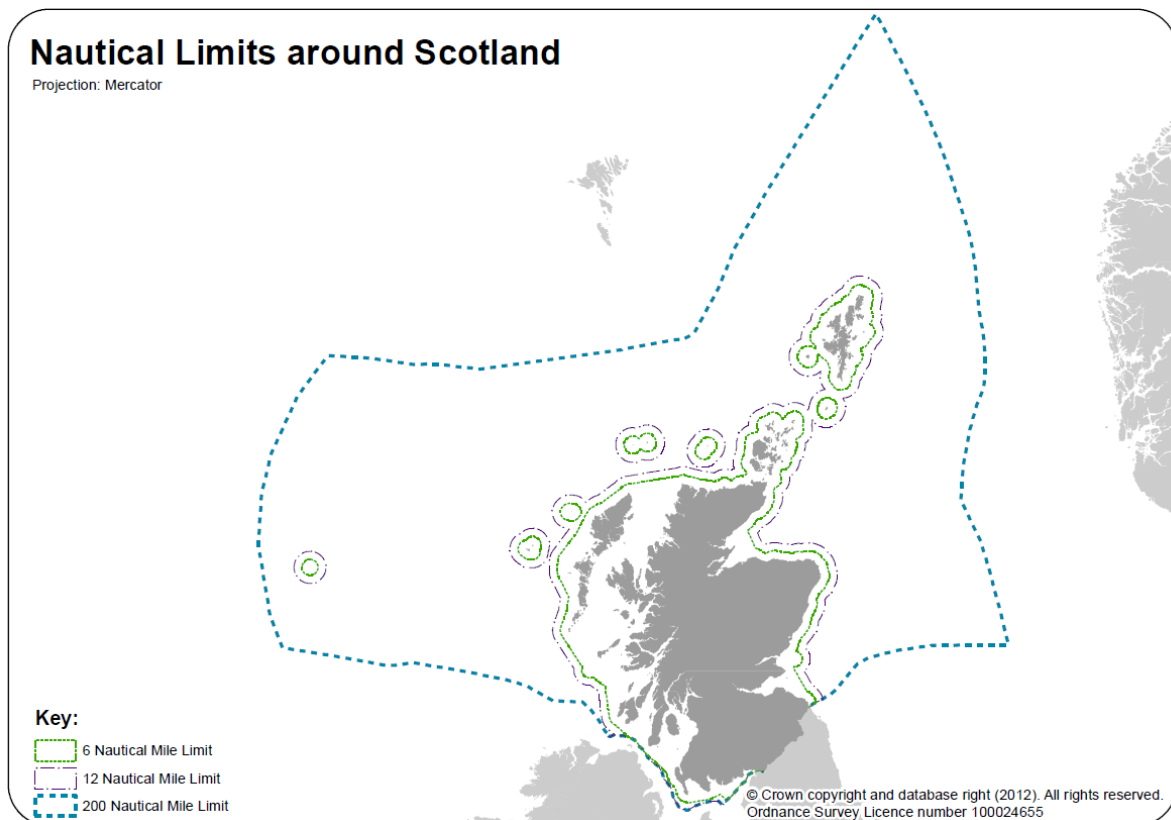 Nautical Limits around Scotland
Projection: Mercator
Key:
6 Nautical Mile Limit
12 Nautical Mile Limit
200 Nautical Mile Limit
© Crown copyright and database right (2012). All rights reserved.
Ordnance Survey Licence number 100024655